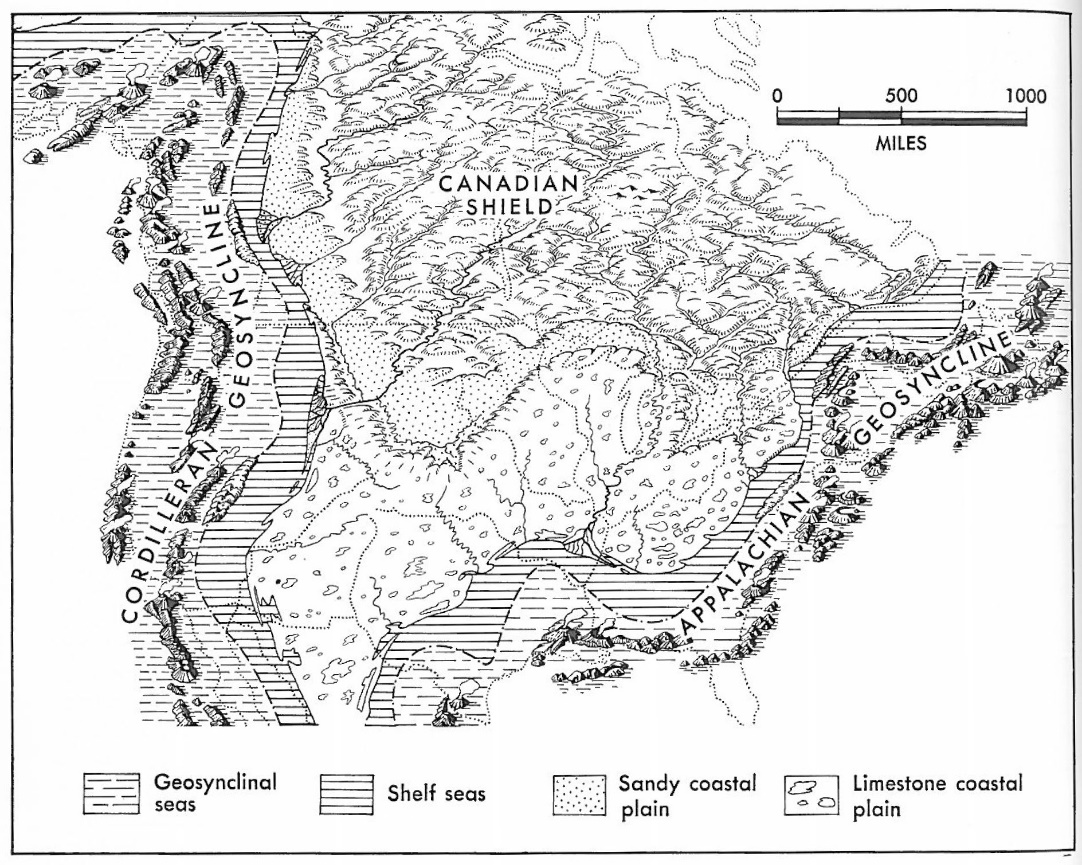 0 500 1000
MILES
CANADIAN
SHIELD
CORDILLERAN GEOSYNCLINE
APPALACHIAN GEOSYNCLINE
Geosynclinal
seas
Shelf seas
Sandy coastal
plain
Limestone coastal
plain